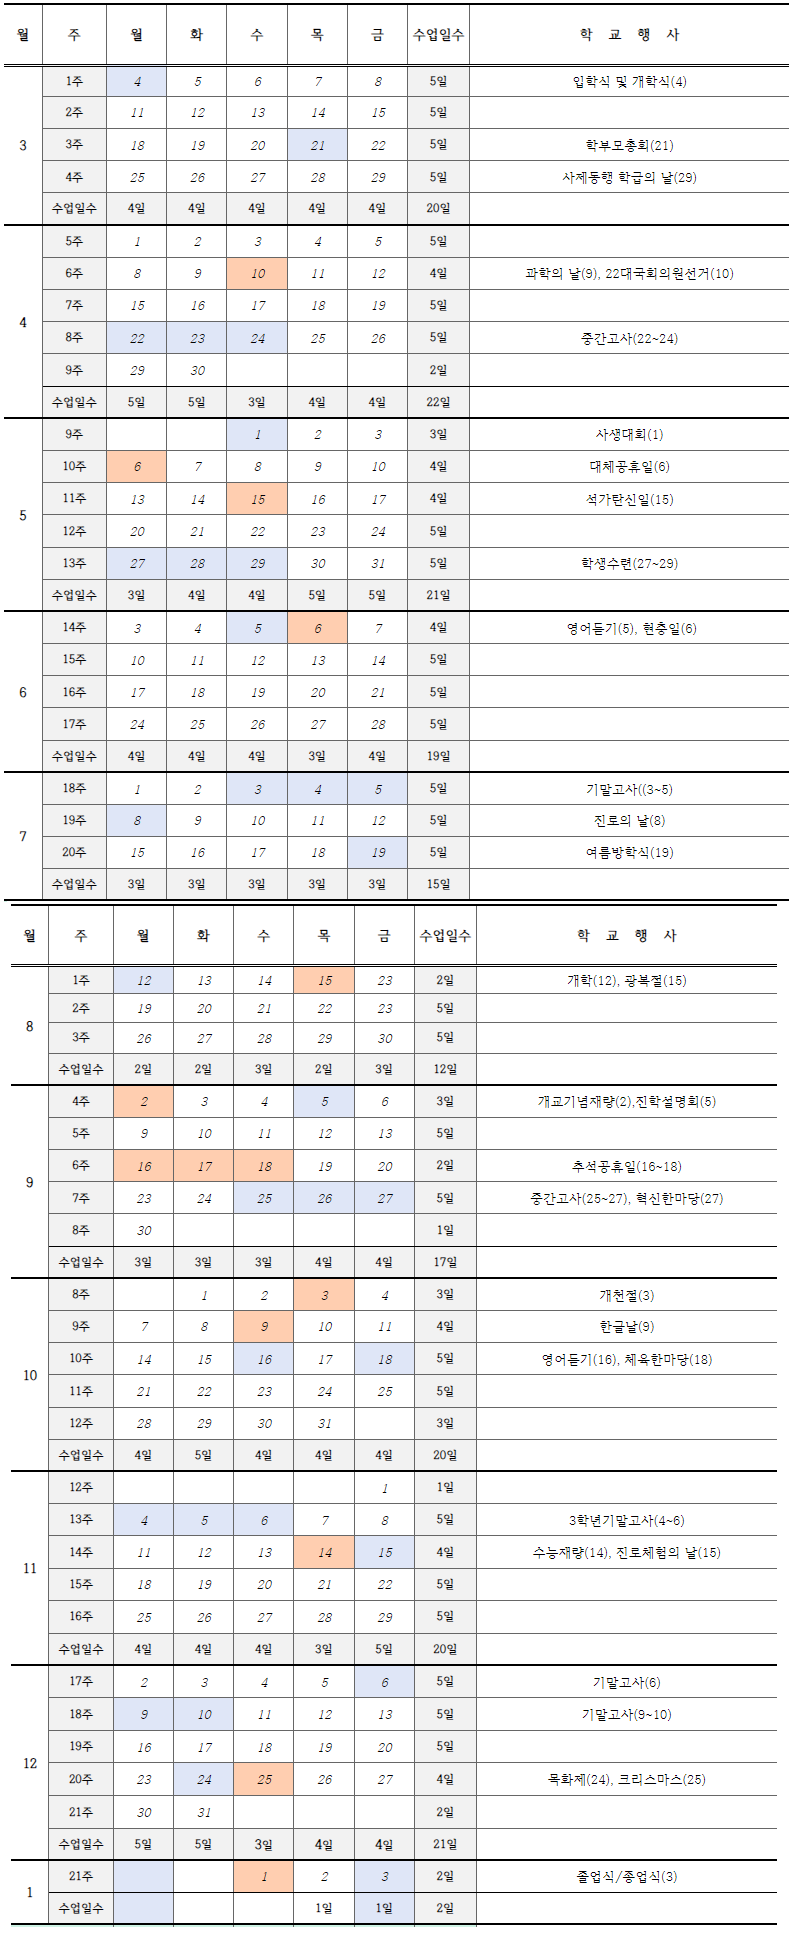 월 주 월 화 수 목 금 수업일수 학 교 행 사
1주 4 5 6 7 8 5일 입학식 및 개학식(4)
2주 11 12 13 14 15 5일
3 3주 18 19 20 21 22 5일 학부모총회(21)
4주 25 26 27 28 29 5일 사제동행 학급의 날(29)
수업일수 4일 4일 4일 4일 4일 20일
5주 1 2 3 4 5 5일
6주 8 9 10 11 12 4일 과학의 날(9), 22대국회의원선거(10)
4 7주 15 16 17 18 19 5일
8주 22 23 24 25 26 5일 중간고사(22~24)
9주 29 30 2일
수업일수 5일 5일 3일 4일 4일 22일
9주 1 2 3 3일 사생대회(1)
10주 6 7 8 9 10 4일 대체공휴일(6)
5 11주 13 14 15 16 17 4일 석가탄신일(15)
12주 20 21 22 23 24 5일
13주 27 28 29 30 31 5일 학생수련(27~29)
수업일수 3일 4일 4일 5일 5일 21일
14주 3 4 5 6 7 4일 영어듣기(5), 현충일(6)
15주 10 11 12 13 14 5일
6 16주 17 18 19 20 21 5일
17주 24 25 26 27 28 5일
수업일수 4일 4일 4일 3일 4일 19일
18주 1 2 3 4 5 5일 기말고사((3~5)
7 19주 8 9 10 11 12 5일 진로의 날(8)
20주 15 16 17 18 19 5일 여름방학식(19)
수업일수 3일 3일 3일 3일 3일 15일
월 주 월 화 수 목 금 수업일수 학 교 행 사
1주 12 13 14 15 23 2일 개학(12), 광복절(15)
8 2주 19 20 21 22 23 5일
3주 26 27 28 29 30 5일
수업일수 2일 2일 3일 2일 3일 12일
4주 2 3 4 5 6 3일 개교기념재량(2),진학설명회(5)
5주 9 10 11 12 13 5일
9 6주 16 17 18 19 20 2일 추석공휴일(16~18)
7주 23 24 25 26 27 5일 중간고사(25~27), 혁신한마당(27)
8주 30 1일
수업일수 3일 3일 3일 4일 4일 17일
8주 1 2 3 4 3일 개천절(3)
9주 7 8 9 10 11 4일 한글날(9)
10 10주 14 15 16 17 18 5일 영어듣기(16), 체육한마당(18)
11주 21 22 23 24 25 5일
12주 28 29 30 31 3일
수업일수 4일 5일 4일 4일 4일 20일
12주 1 1일
13주 4 5 6 7 8 5일 3학년기말고사(4~6)
11 14주 11 12 13 14 15 4일 수능재량(14), 진로체험의 날(15)
15주 18 19 20 21 22 5일
16주 25 26 27 28 29 5일
수업일수 4일 4일 4일 3일 5일 20일
17주 2 3 4 5 6 5일 기말고사(6)
18주 9 10 11 12 13 5일 기말고사(9~10)
12 19주 16 17 18 19 20 5일
20주 23 24 25 26 27 4일 목화제(24), 크리스마스(25)
21주 30 31 2일
수업일수 5일 5일 3일 4일 4일 21일
1 21주 1 2 3 2일 졸업식/종업식(3)
수업일수 1일 1일 2일